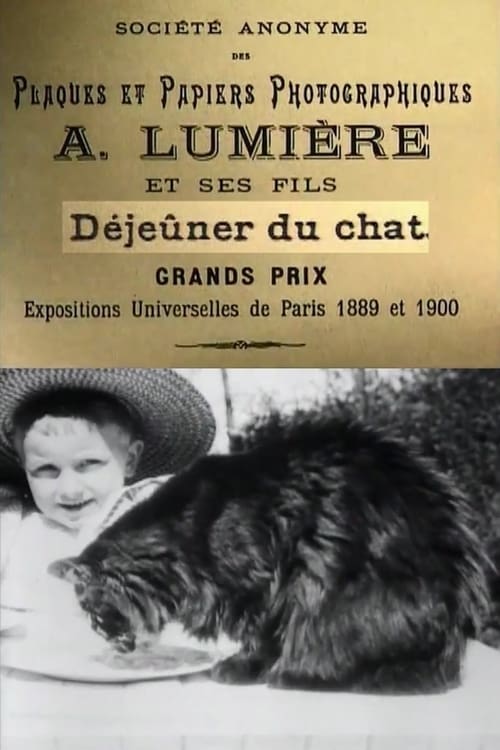 SOCIÉTÉ ANONYME
DES
PLAQUES ET PAPIERS PHOTOGRAPHIQUES
A. LUMIÈRE
ET SES FILS
Déjeûner du chat.
GRANDS PRIX
Expositions Universelles de Paris 1889 et 1900